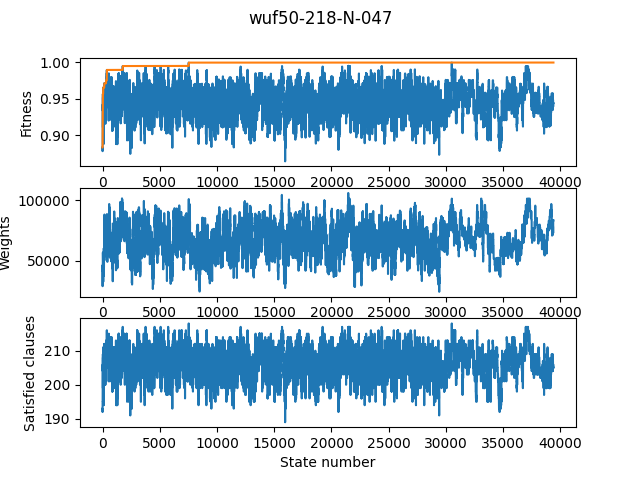 wuf50-218-N-047
1.00
0.95
0.90
Fitness
0 5000 10000 15000 20000 25000 30000 35000 40000
100000
50000
Weights
0 5000 10000 15000 20000 25000 30000 35000 40000
210
200
190
Satisfied clauses
0 5000 10000 15000 20000 25000 30000 35000 40000
State number